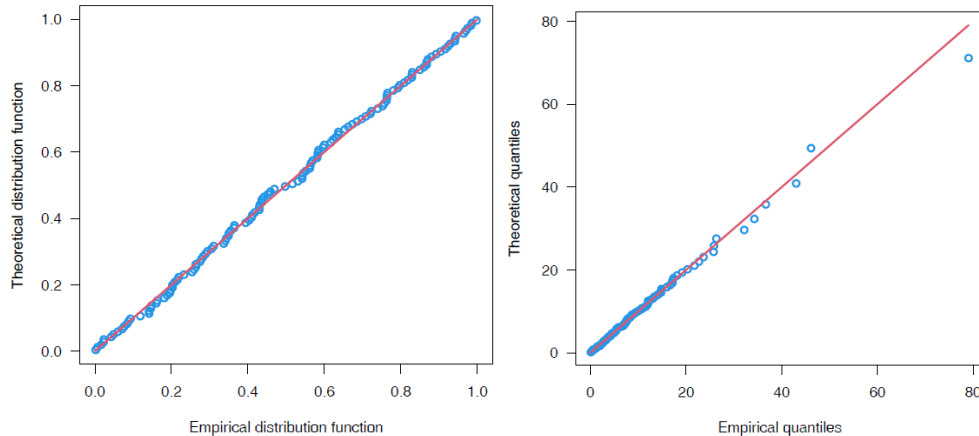 1.0
0.8
0.6
0.4
0.2
0.0
Theoretical distribution function
0.0 0.2 0.4 0.6 0.8 1.0
Empirical distribution function
80
60
40
20
0
Theoretical quantiles
0 20 40 60 80
Empirical quantiles